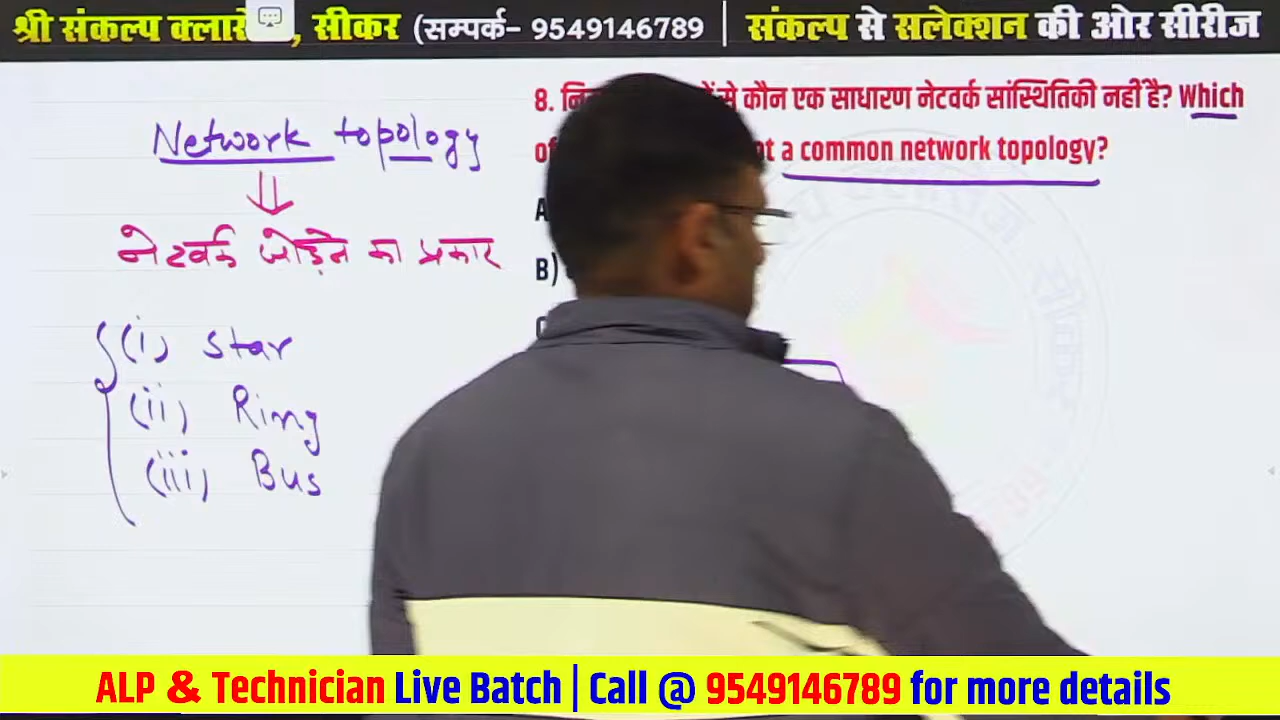 श्री संकल्प क्लासेज, सीकर (सम्पर्क– 9549146789 | संकल्प से सलेक्शन की ओर सीरीज
Network topology
नेटवर्क जोड़ने का प्रकार
(i) Star
(ii) Ring
(iii) Bus
8. से कौन एक साधारण नेटवर्क सांस्थितिकी नहीं है? Which
a common network topology?
A
B)
C
ALP & Technician Live Batch | Call @ 9549146789 for more details